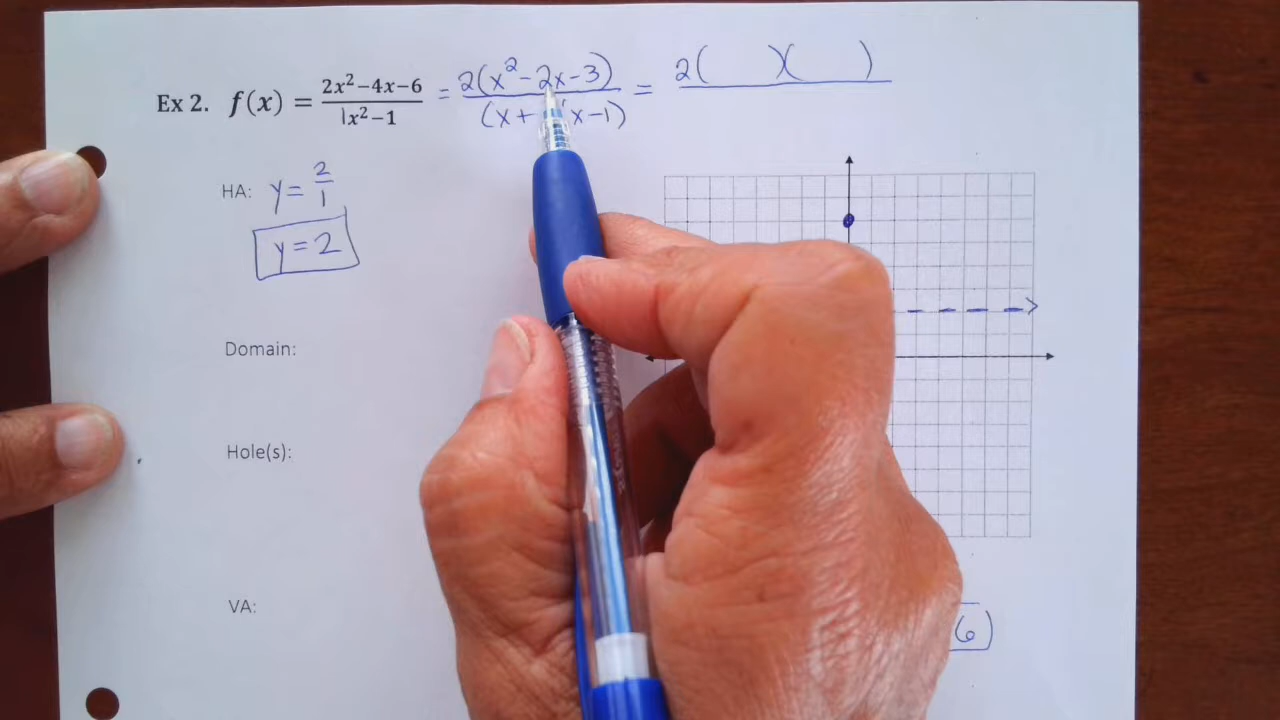 Ex 2. f(x) = 2x²−4x−6 / 1x²−1 = 2(x²−2x−3) / (x+ (x−1) = 2( )( )
HA: y = 2/1
y = 2
Domain:
Hole(s):
VA:
6)